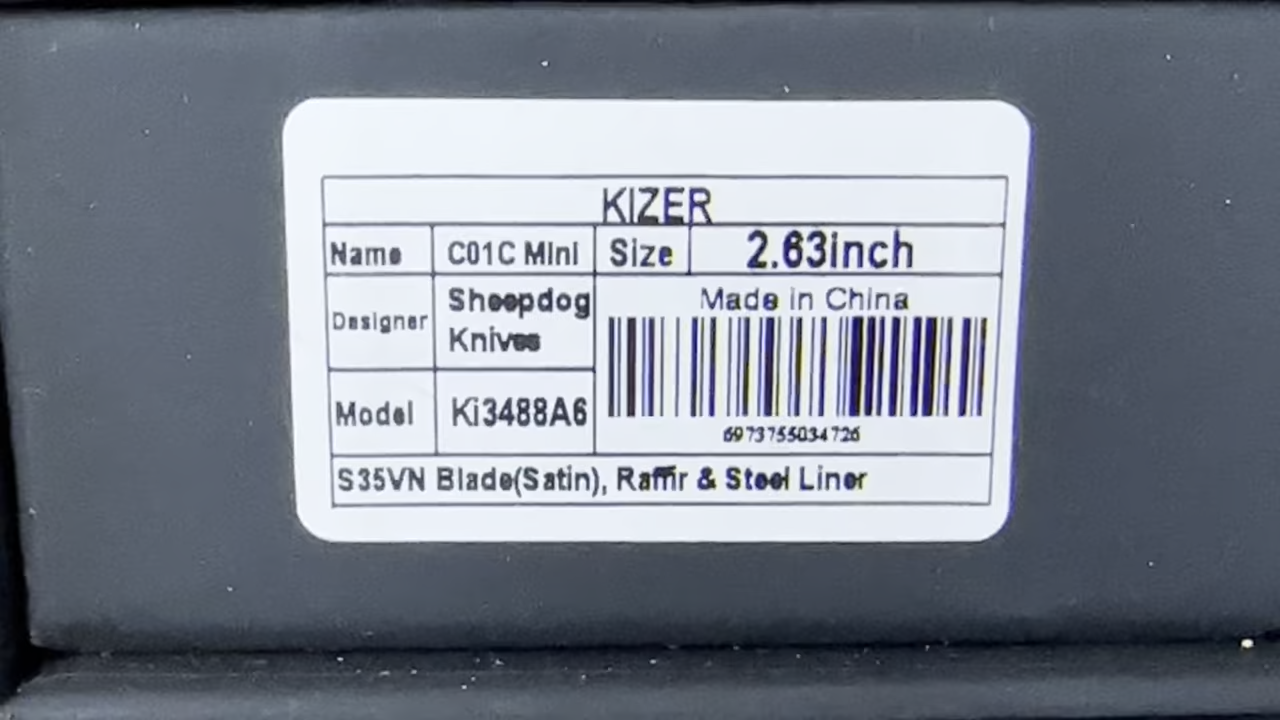 KIZER
Name C01C Mini Size 2.63inch
Designer Sheepdog Knives
Made in China
6973755034726
Model Ki3488A6
S35VN Blade(Satin), Raffir & Steel Liner